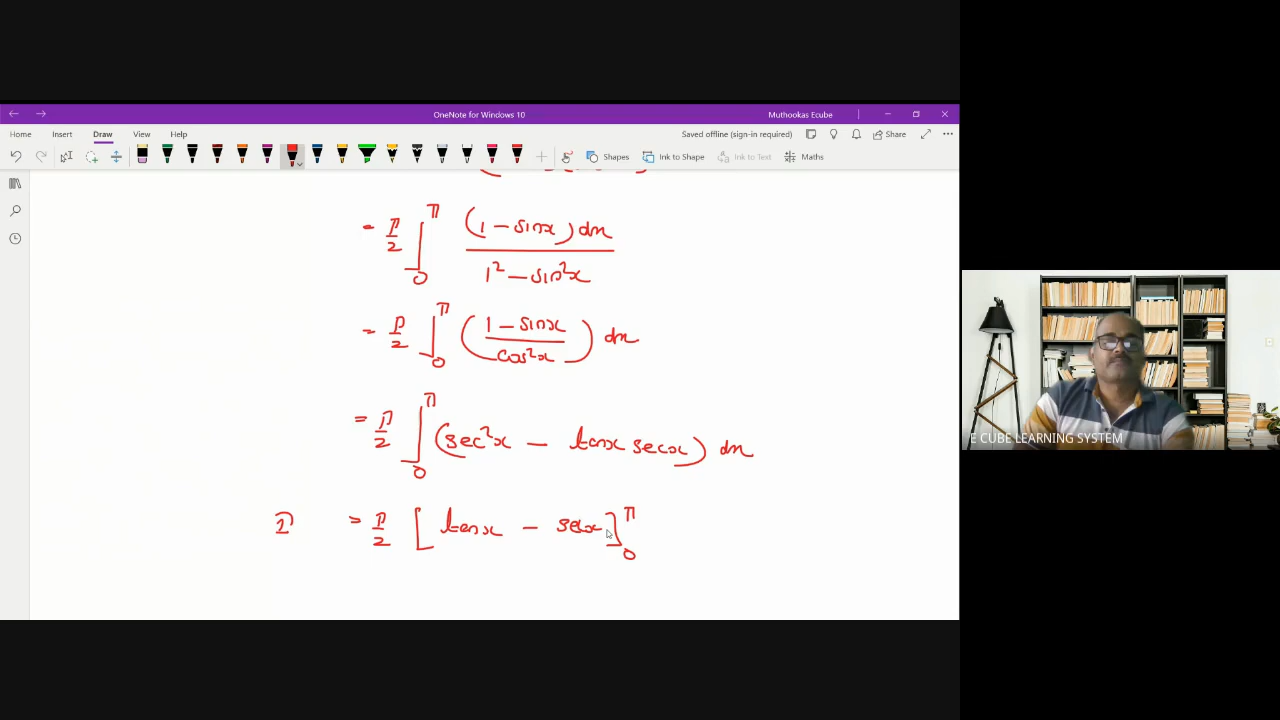 OneNote for Windows 10
Muthookas Ecube
Home Insert Draw View Help
Saved offline (sign-in required)
Share
Shapes
Ink to Shape
Ink to Text
Maths
= π/2 ∫₀^π (1 - sinx) dx / 1² - sin²x
= π/2 ∫₀^π (1 - sinx / cos²x) dx
= π/2 ∫₀^π (sec²x - tanx secx) dx
I = π/2 [tanx - secx]₀^π
E CUBE LEARNING SYSTEM